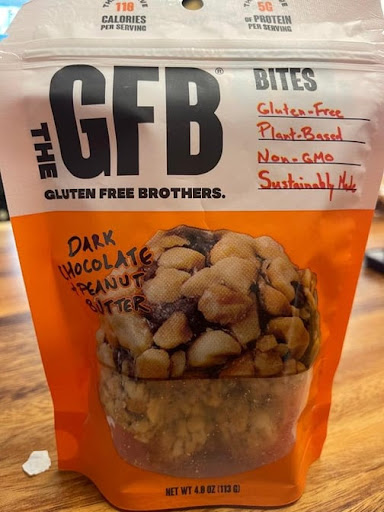 110
CALORIES
PER SERVING
5G
OF PROTEIN
PER SERVING
THE GFB®
BITES
Gluten-Free
Plant-Based
Non-GMO
Sustainably Made
GLUTEN FREE BROTHERS.
DARK
CHOCOLATE
+ PEANUT
BUTTER
NET WT 4.0 OZ (113 G)